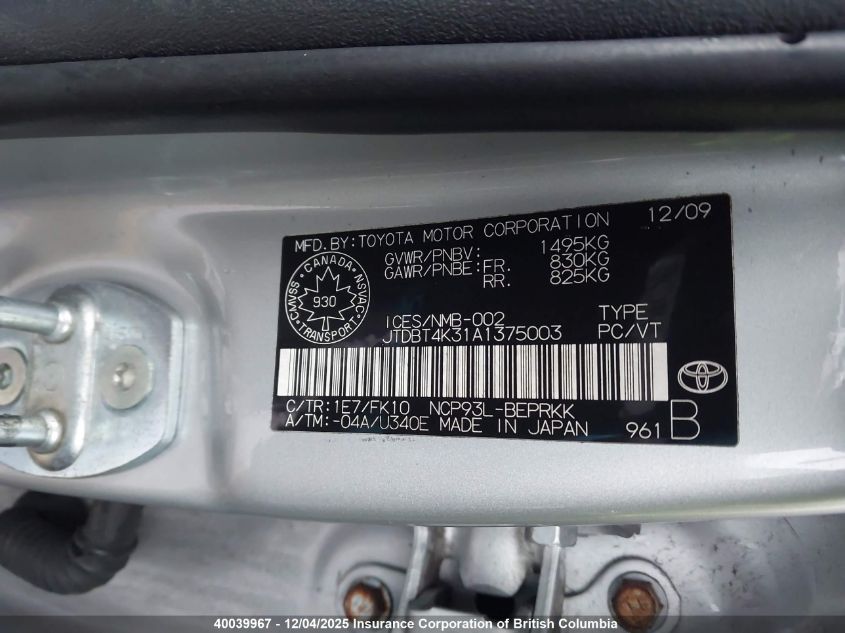 MFD.BY:TOYOTA MOTOR CORPORATION 12/09
GVWR/PNBV: 1495KG
GAWR/PNBE: FR. 830KG
RR. 825KG
CANADA
CMVSS 930 NSVAC
TRANSPORT
ICES/NMB-002 TYPE
JTDBT4K31A1375003 PC/VT
C/TR:1E7/FK10 NCP93L-BEPRKK
A/TM:-04A/U340E MADE IN JAPAN 961 B
40039967 - 12/04/2025 Insurance Corporation of British Columbia